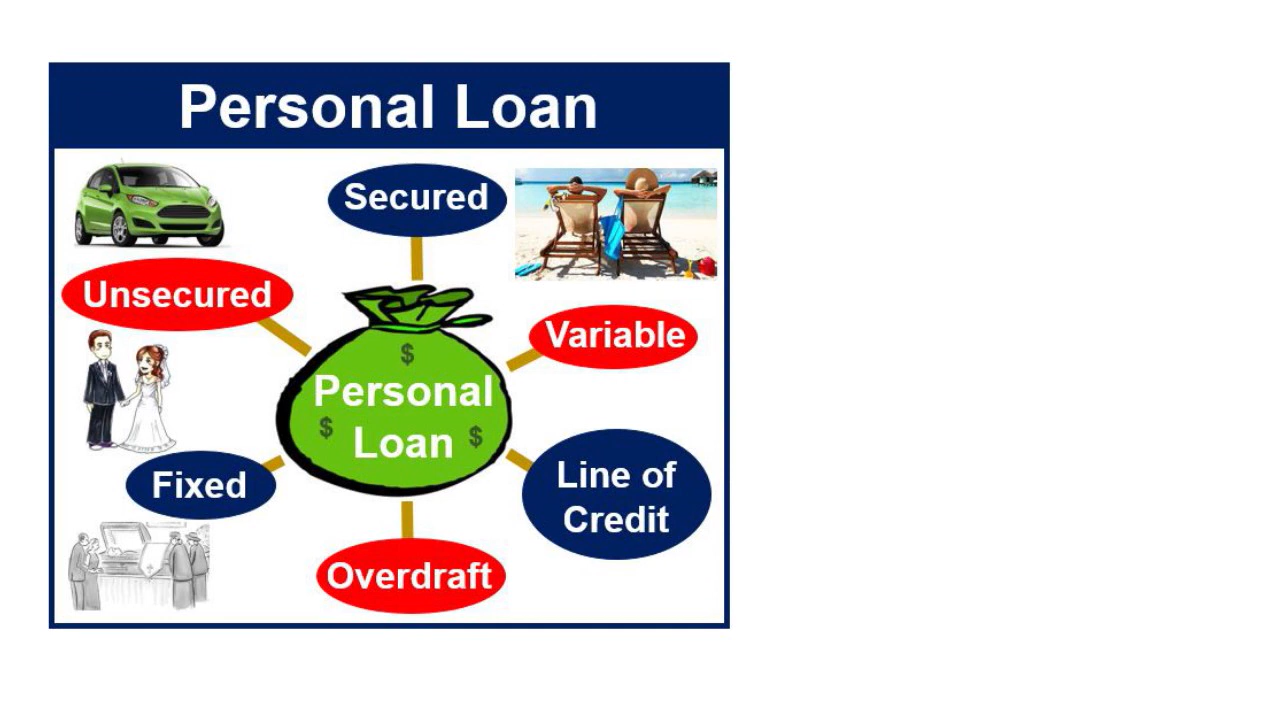 Personal Loan
Secured
Unsecured
Variable
$
Personal
$ Loan $
Line of
Credit
Fixed
Overdraft